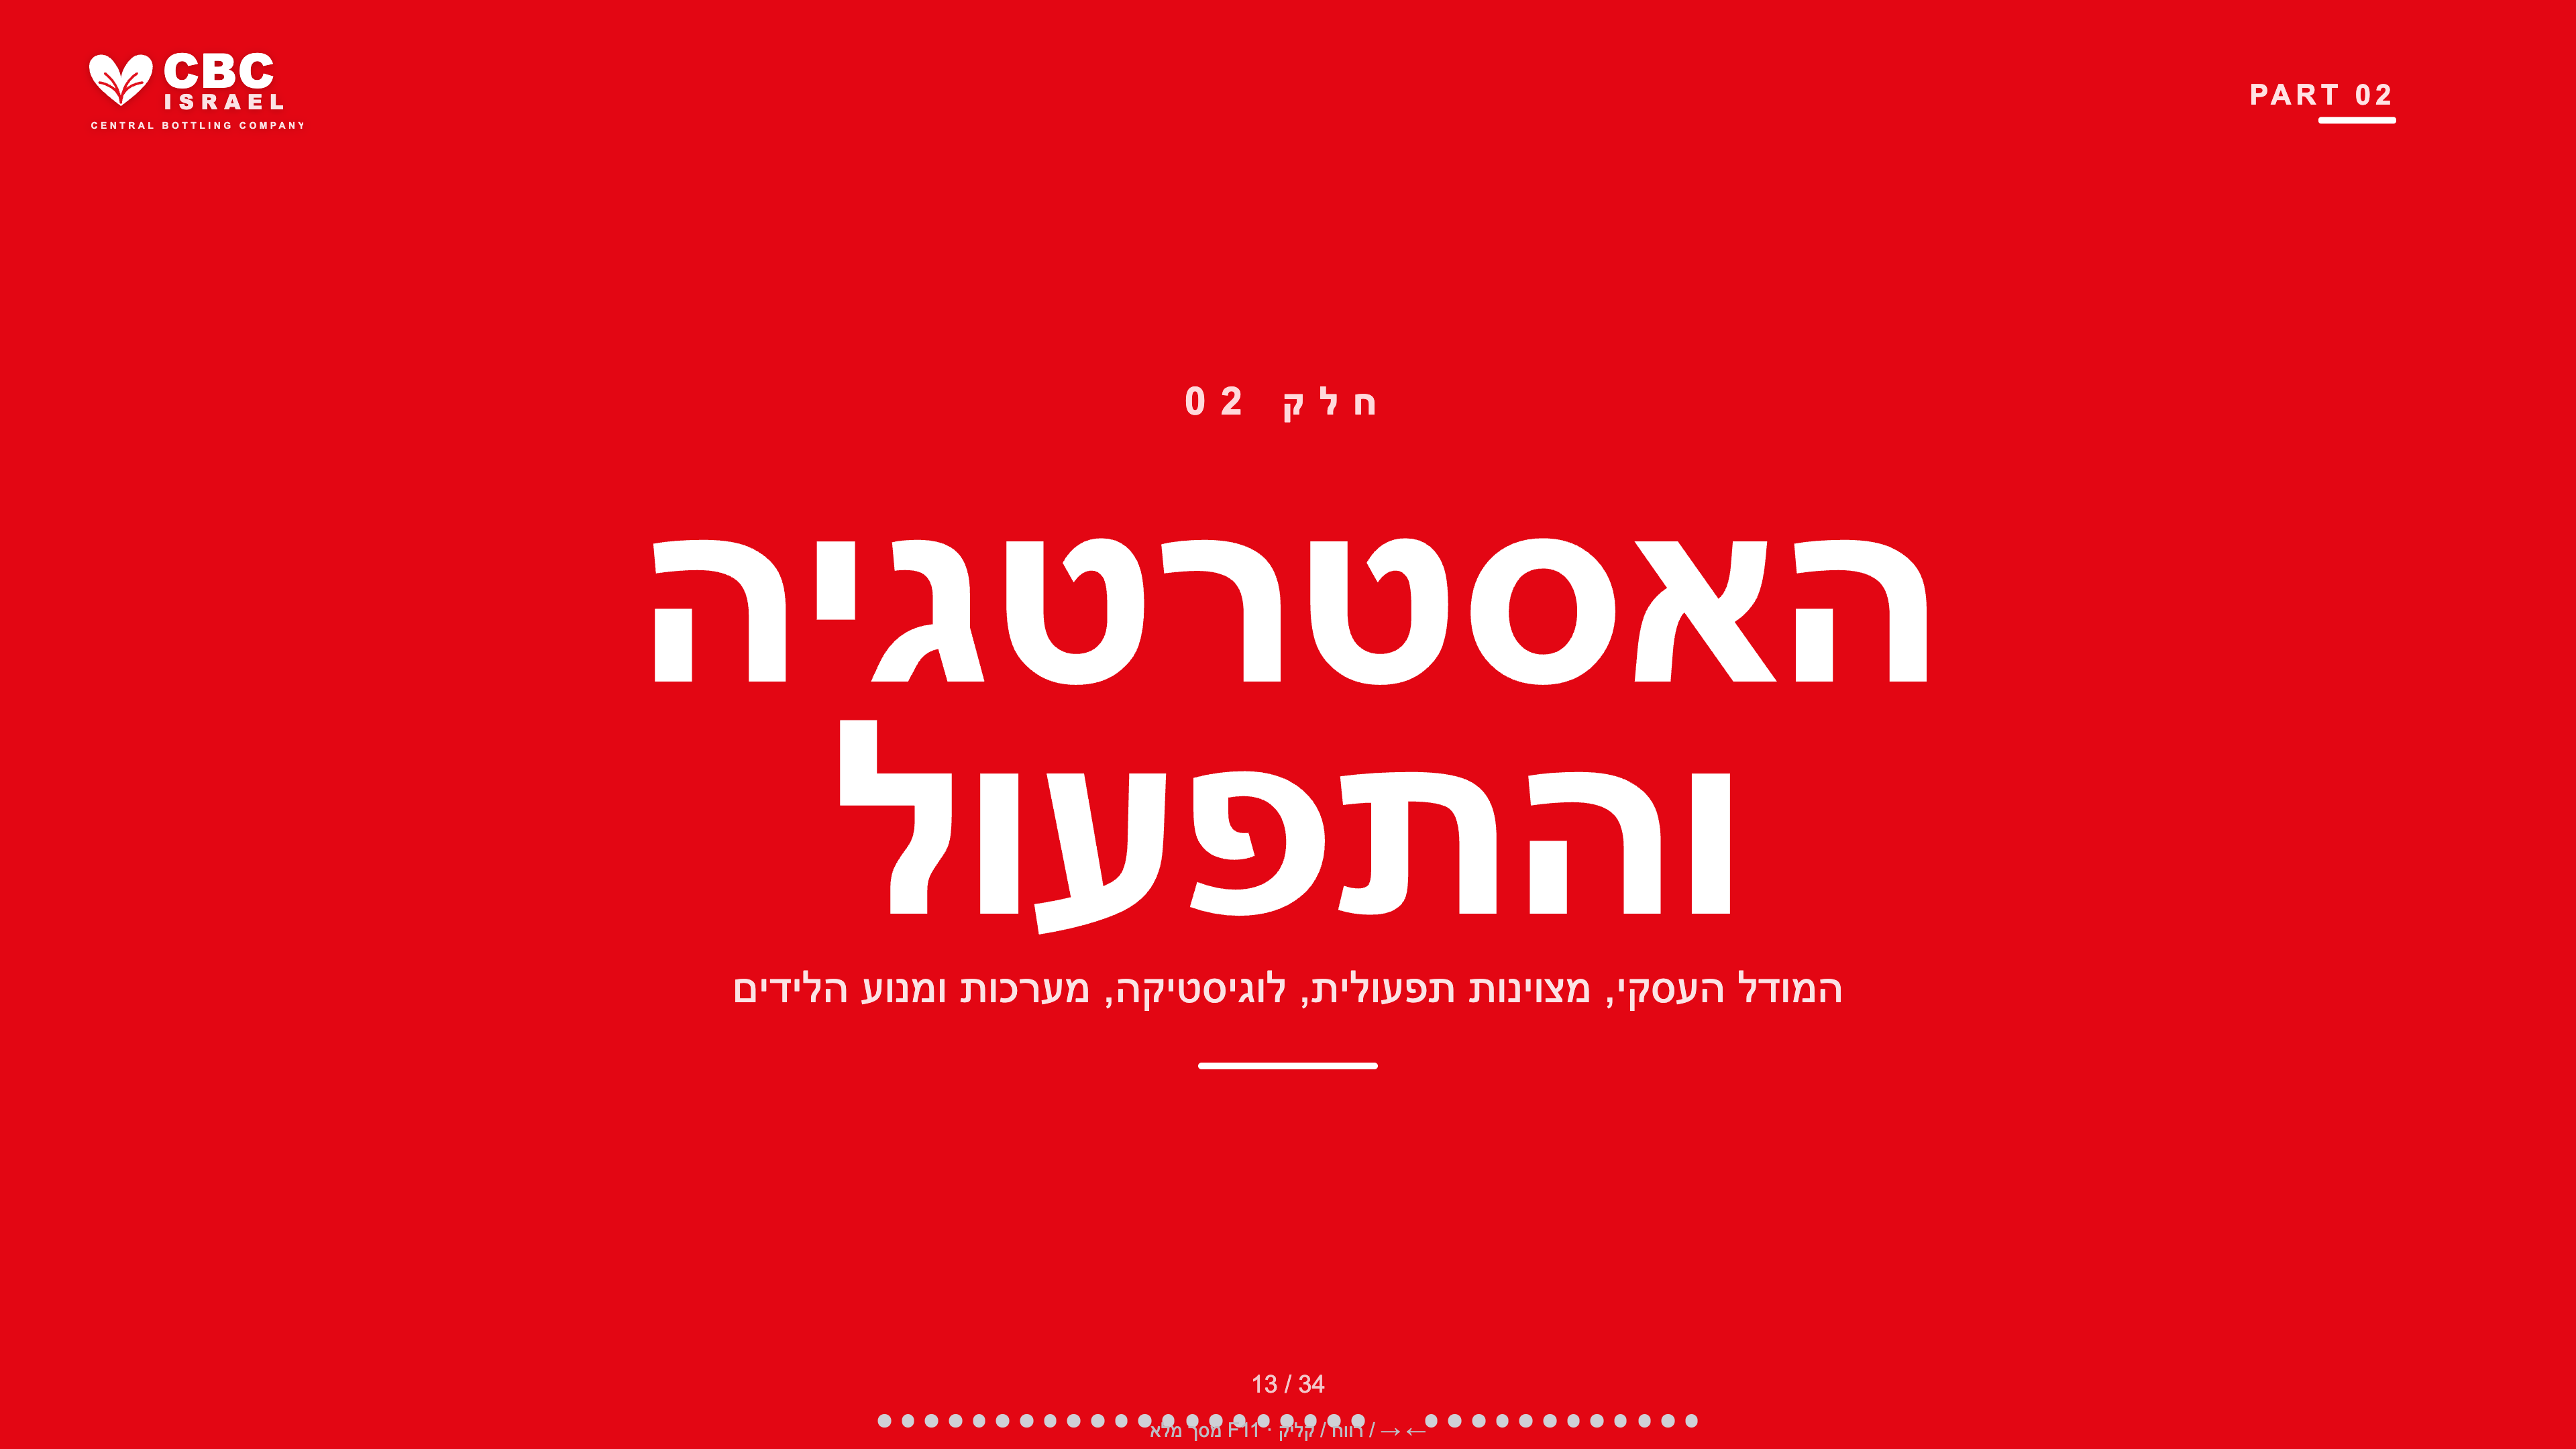 CBC
ISRAEL
CENTRAL BOTTLING COMPANY
PART 02
חלק 02
האסטרטגיה
והתפעול
המודל העסקי, מצוינות תפעולית, לוגיסטיקה, מערכות ומנוע הלידים
13 / 34
←→ / רווח / קליק · F11 מסך מלא